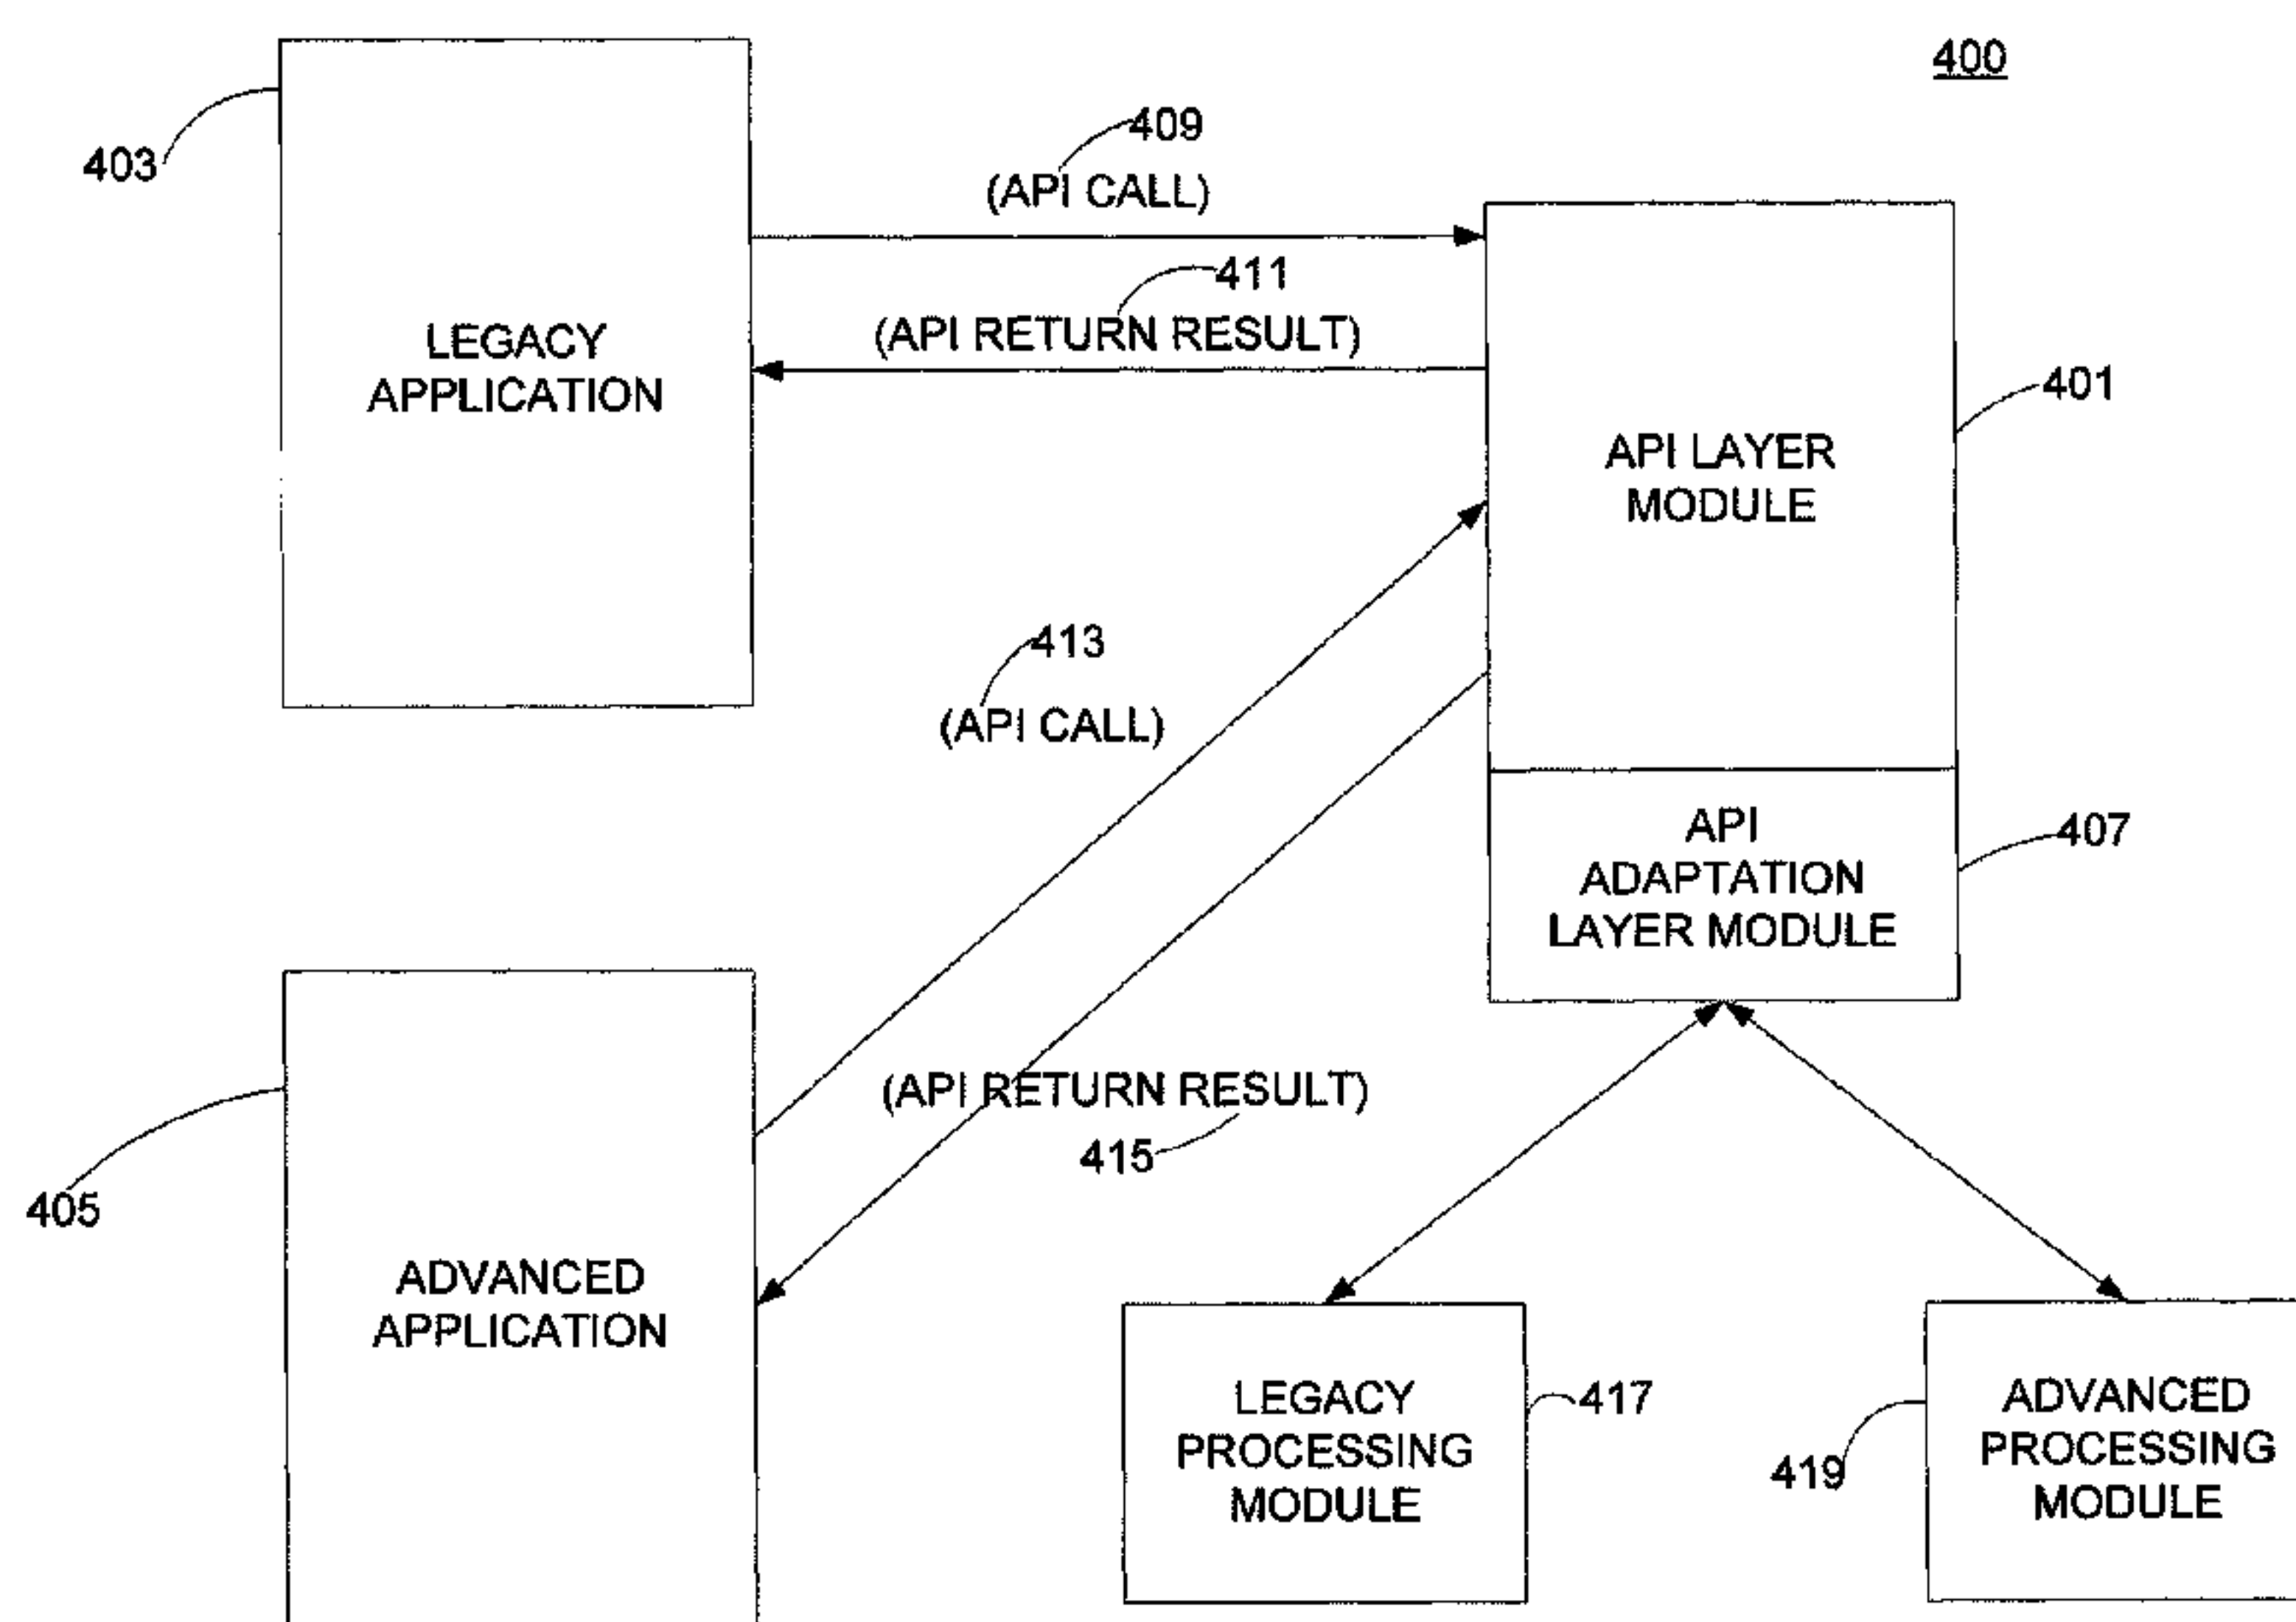 400
409
403
(API CALL)
411
(API RETURN RESULT)
LEGACY
APPLICATION
401
API LAYER
MODULE
413
(API CALL)
API
ADAPTATION
LAYER MODULE
407
(API RETURN RESULT)
415
405
ADVANCED
APPLICATION
LEGACY
PROCESSING
MODULE
417
ADVANCED
PROCESSING
MODULE
419